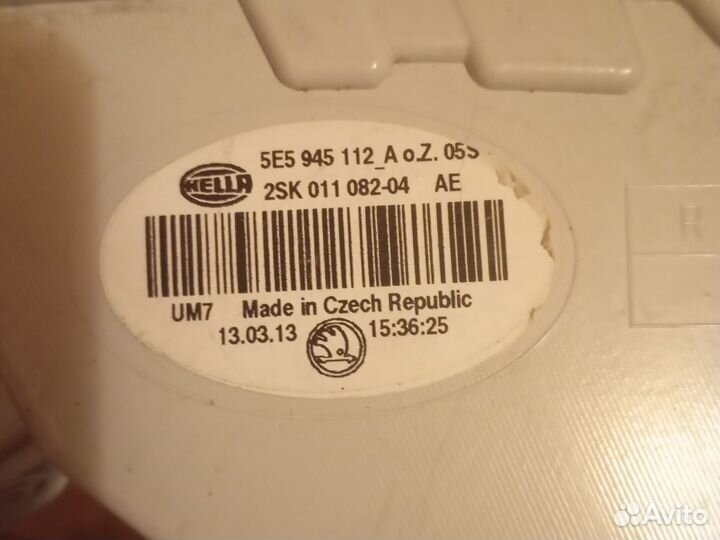 5E5 945 112_A o.Z. 05S
HELLA
2SK 011 082-04 AE
UM7 Made in Czech Republic
13.03.13 15:36:25
R
Avito